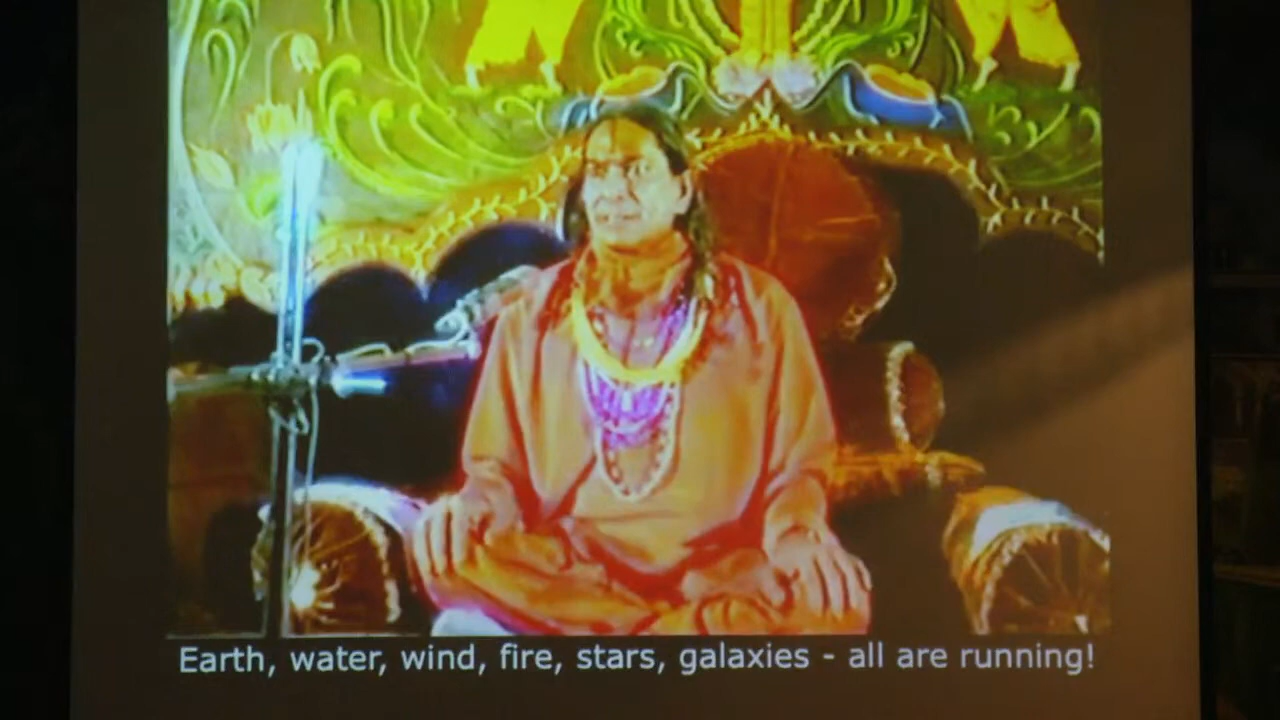 Earth, water, wind, fire, stars, galaxies - all are running!